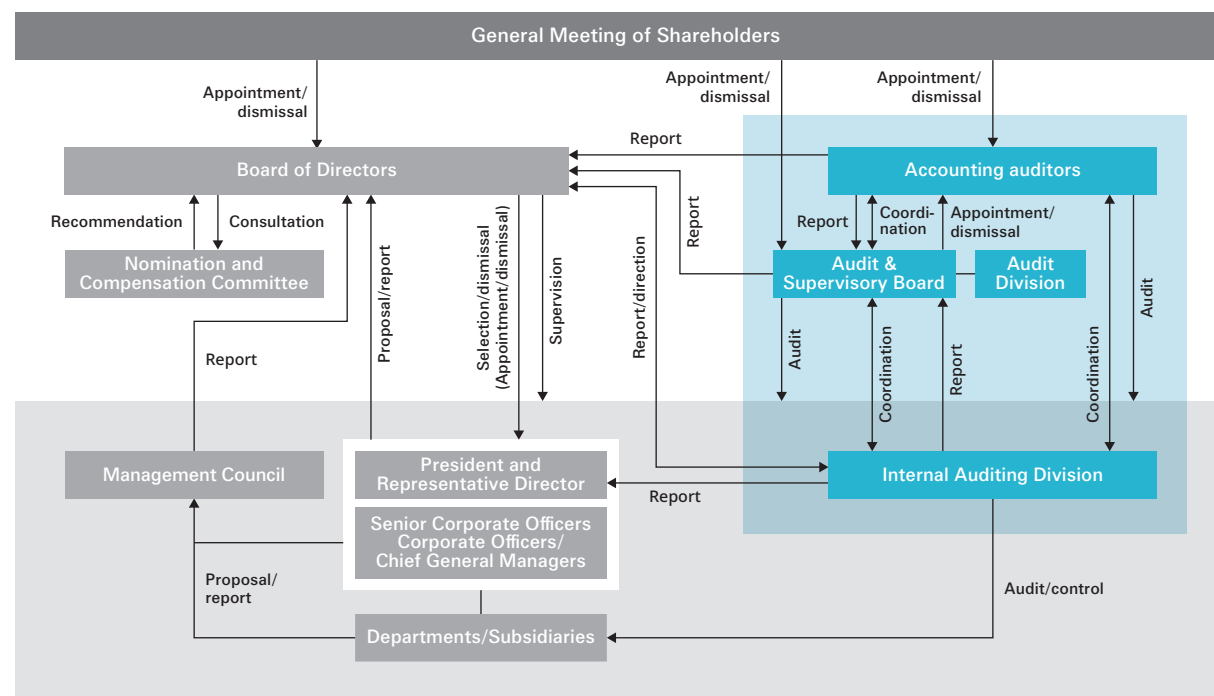 General Meeting of Shareholders
Appointment/
dismissal
Appointment/
dismissal
Appointment/
dismissal
Report
Board of Directors
Accounting auditors
Recommendation
Consultation
Report
Report
Coordi-
nation
Appointment/
dismissal
Nomination and
Compensation Committee
Audit &
Supervisory Board
Audit
Division
Proposal/report
Selection/dismissal
(Appointment/dismissal)
Supervision
Report/direction
Audit
Audit
Report
Coordination
Report
Coordination
Management Council
President and
Representative Director
Internal Auditing Division
Report
Senior Corporate Officers
Corporate Officers/
Chief General Managers
Proposal/
report
Audit/control
Departments/Subsidiaries